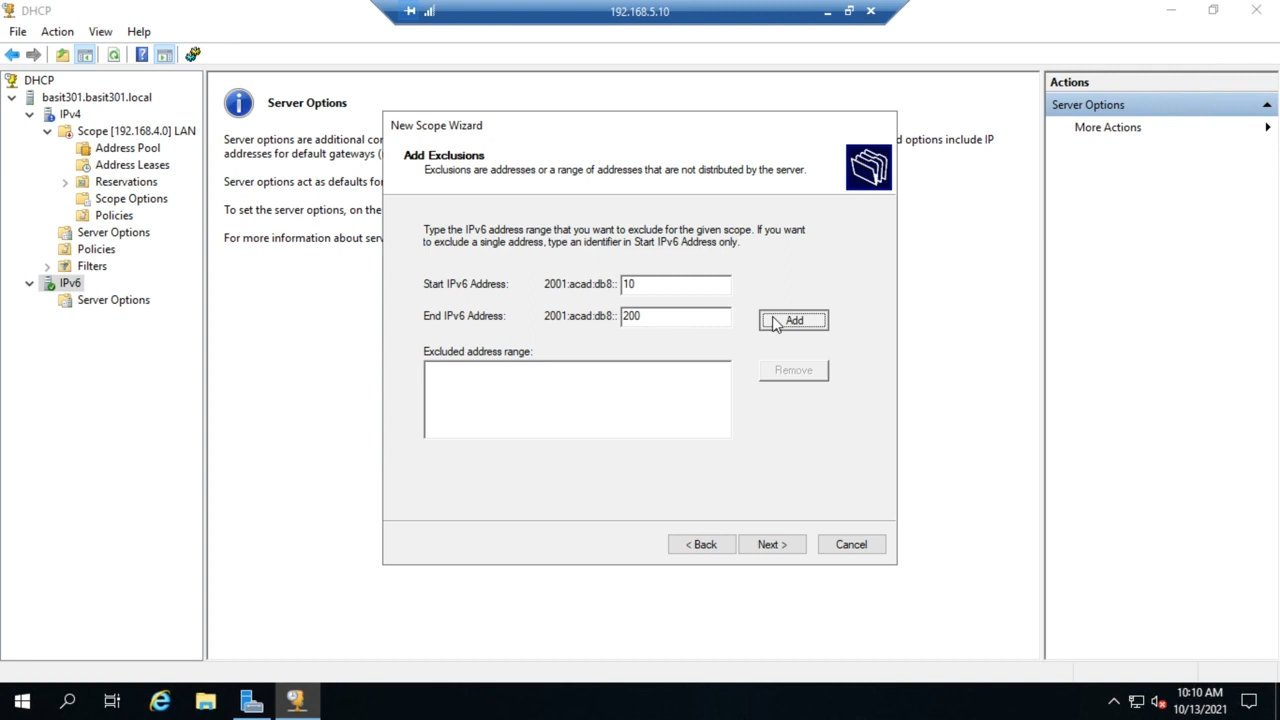 DHCP
192.168.5.10
File Action View Help
DHCP
basit301.basit301.local
IPv4
Scope [192.168.4.0] LAN
Address Pool
Address Leases
Reservations
Scope Options
Policies
Server Options
Policies
Filters
IPv6
Server Options
Server Options
Server options are additional con
addresses for default gateways (
Server options act as defaults fo
To set the server options, on the
For more information about serv
d options include IP
New Scope Wizard
Add Exclusions
Exclusions are addresses or a range of addresses that are not distributed by the server.
Type the IPv6 address range that you want to exclude for the given scope. If you want
to exclude a single address, type an identifier in Start IPv6 Address only.
Start IPv6 Address: 2001:acad:db8:: 10
End IPv6 Address: 2001:acad:db8:: 200
Add
Excluded address range:
Remove
< Back Next > Cancel
Actions
Server Options
More Actions
10:10 AM
10/13/2021